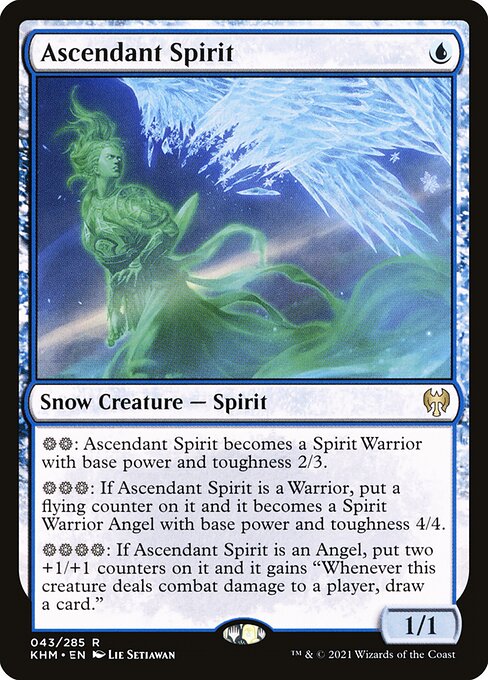 Ascendant Spirit
Snow Creature — Spirit
: Ascendant Spirit becomes a Spirit Warrior
with base power and toughness 2/3.
: If Ascendant Spirit is a Warrior, put a
flying counter on it and it becomes a Spirit
Warrior Angel with base power and toughness 4/4.
: If Ascendant Spirit is an Angel, put two
+1/+1 counters on it and it gains “Whenever this
creature deals combat damage to a player, draw
a card.”
1/1
043/285 R
KHM • EN Lie Setiawan
™ & © 2021 Wizards of the Coast